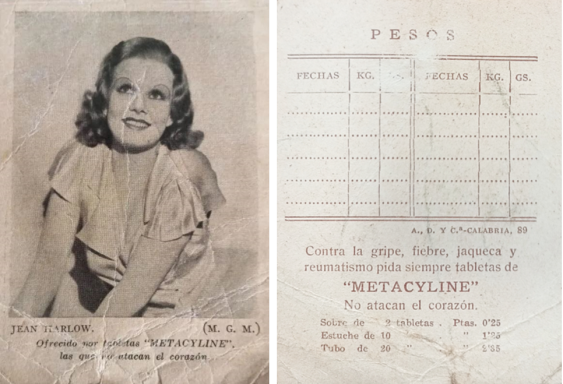 JEAN HARLOW.
(M. G. M.)
Ofrecido por tabletas "METACYLINE".
las que no atacan el corazón
PESOS
FECHAS KG. GS. FECHAS KG. GS.
A., O. Y C.ª-CALABRIA, 89
Contra la gripe, fiebre, jaqueca y
reumatismo pida siempre tabletas de
"METACYLINE"
No atacan el corazón.
Sobre de 2 tabletas . Ptas. 0'25
Estuche de 10 " "
Tubo de 20 " "